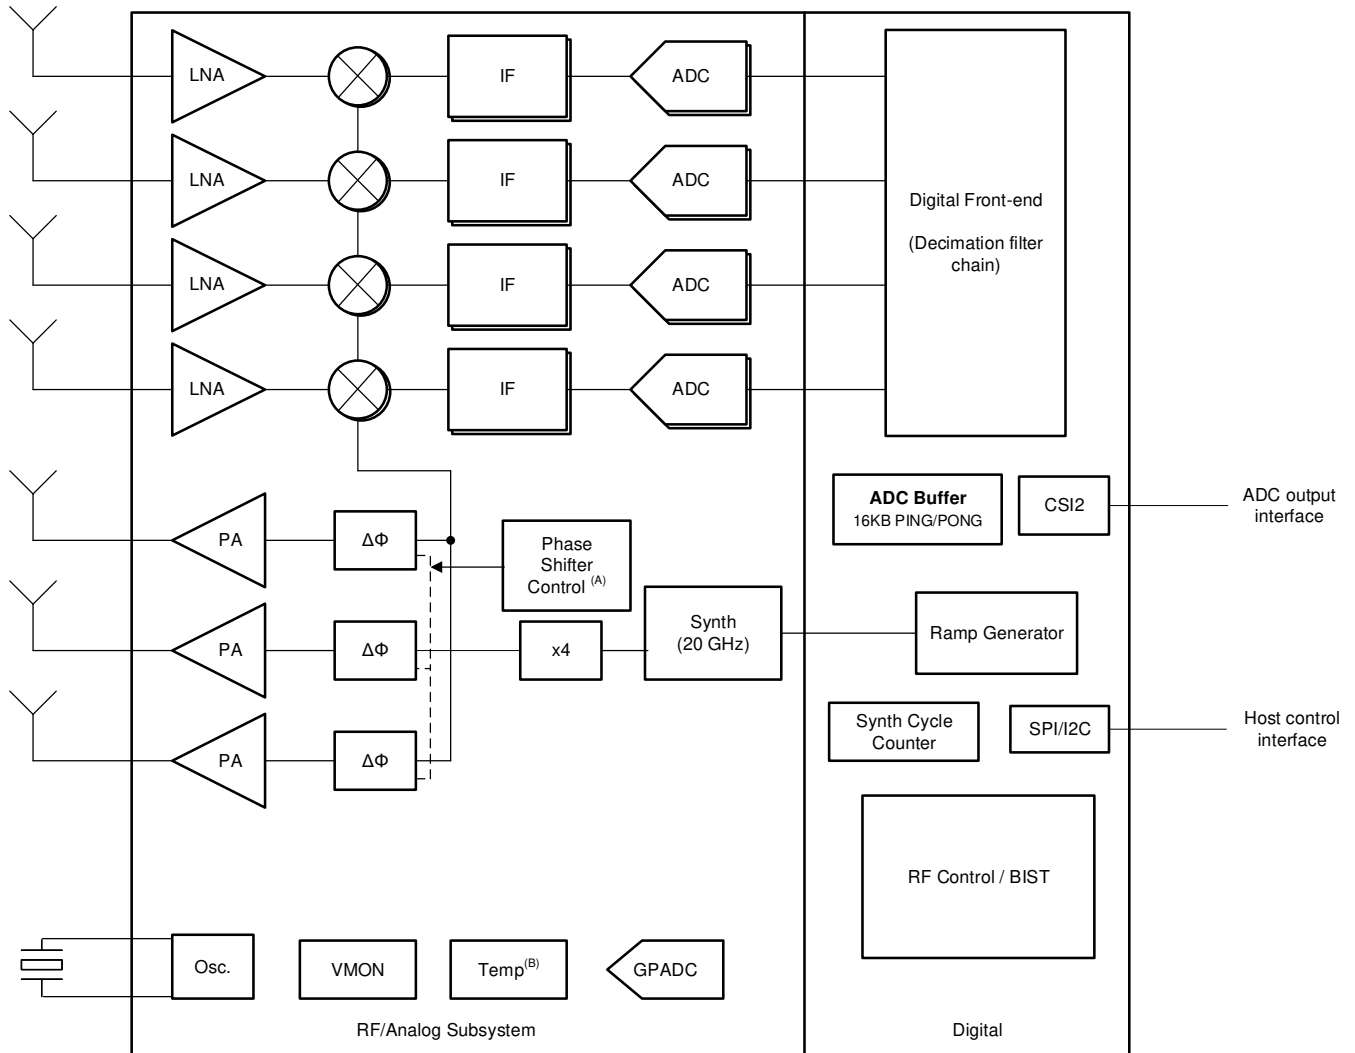 LNA
IF
ADC
LNA
IF
ADC
LNA
IF
ADC
LNA
IF
ADC
Digital Front-end
(Decimation filter
chain)
ADC Buffer
16KB PING/PONG
CSI2
ADC output
interface
PA
ΔΦ
Phase
Shifter
Control (A)
PA
ΔΦ
x4
Synth
(20 GHz)
Ramp Generator
PA
ΔΦ
Synth Cycle
Counter
SPI/I2C
Host control
interface
RF Control / BIST
Osc.
VMON
Temp(B)
GPADC
RF/Analog Subsystem
Digital